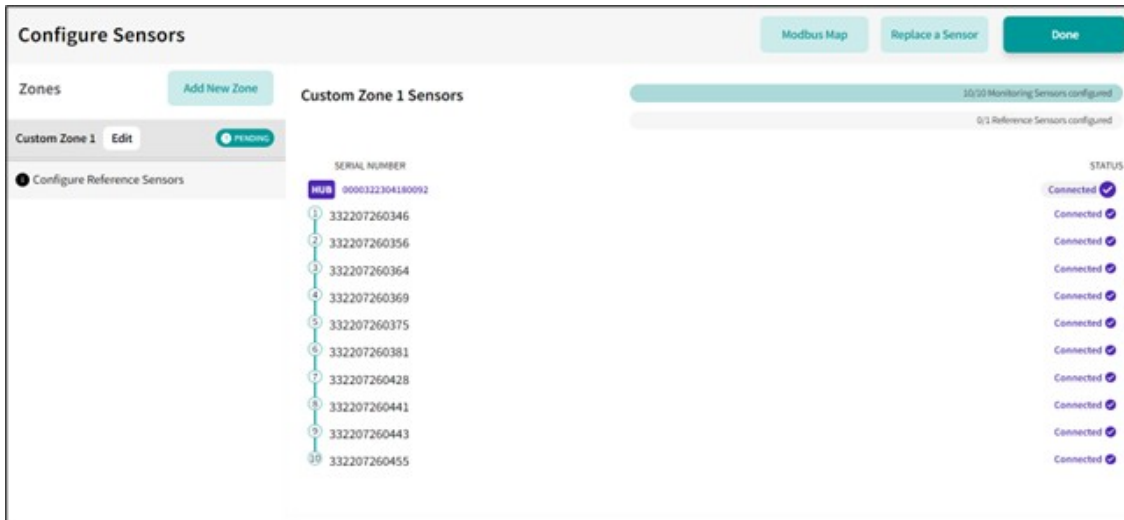 Configure Sensors
Modbus Map
Replace a Sensor
Done
Zones
Add New Zone
Custom Zone 1 Edit
PENDING
Configure Reference Sensors
Custom Zone 1 Sensors
10/10 Monitoring Sensors configured
0/1 Reference Sensors configured
SERIAL NUMBER STATUS
HUB 0000322304180092 Connected
1 332207260346 Connected
2 332207260356 Connected
3 332207260364 Connected
4 332207260369 Connected
5 332207260375 Connected
6 332207260381 Connected
7 332207260428 Connected
8 332207260441 Connected
9 332207260443 Connected
10 332207260455 Connected